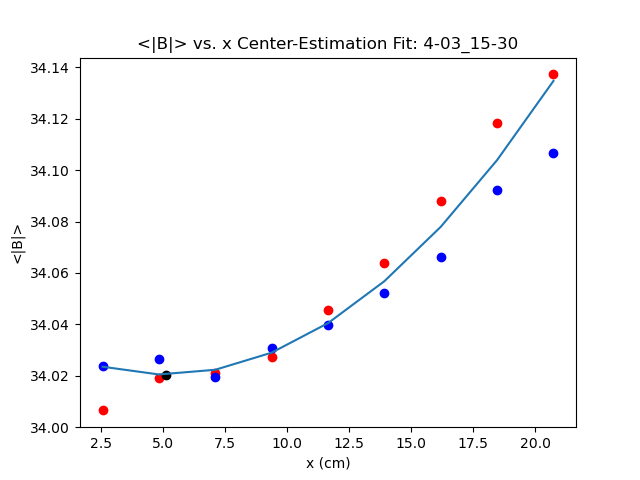 <|B|> vs. x Center-Estimation Fit: 4-03_15-30
34.14
34.12
34.10
34.08
34.06
34.04
34.02
34.00
<|B|>
2.5 5.0 7.5 10.0 12.5 15.0 17.5 20.0
x (cm)